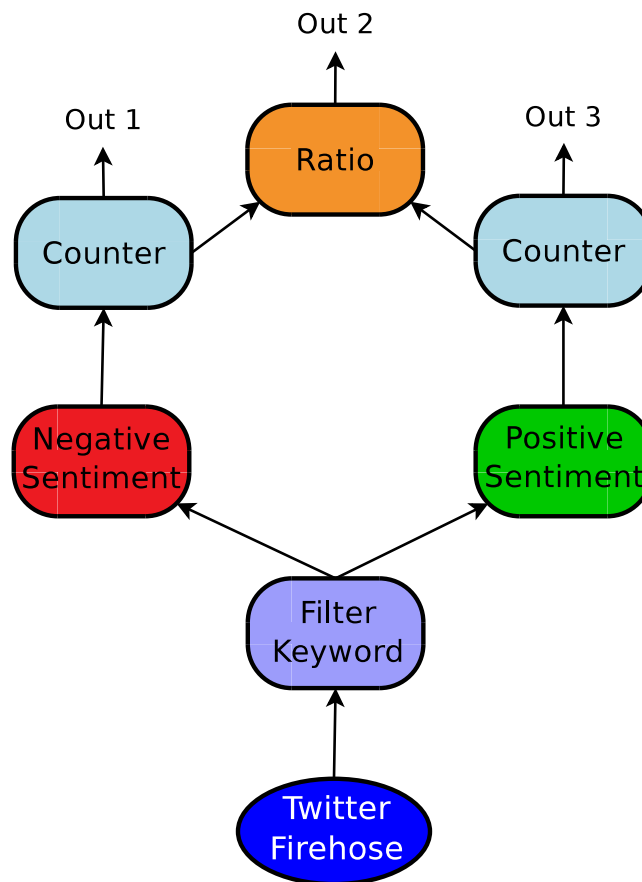 Out 2
Out 1
Out 3
Ratio
Counter
Counter
Negative
Sentiment
Positive
Sentiment
Filter
Keyword
Twitter
Firehose